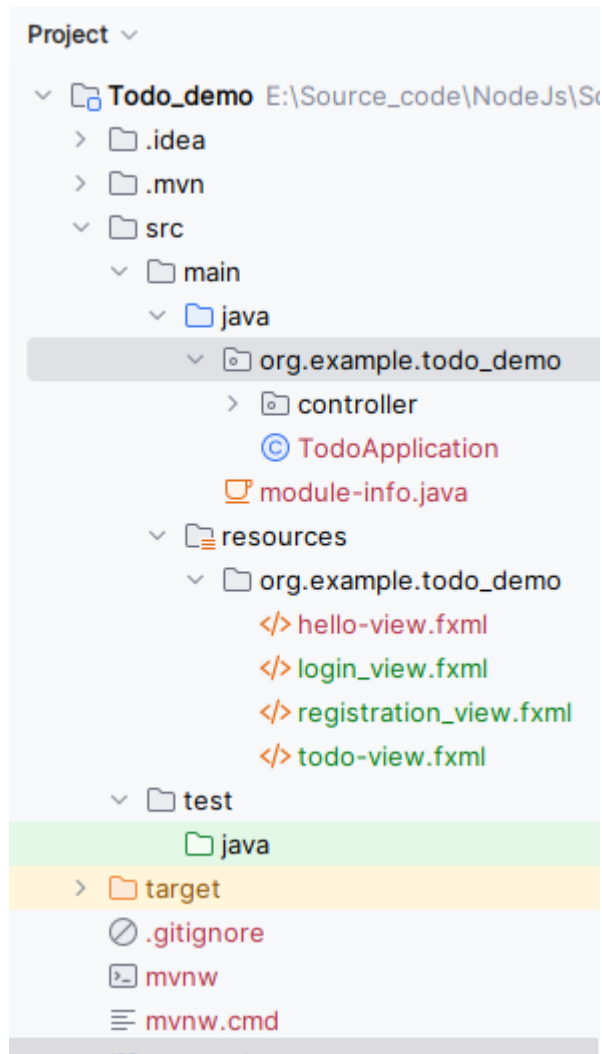 Project
Todo_demo E:\Source_code\NodeJs\Sc
.idea
.mvn
src
main
java
org.example.todo_demo
controller
TodoApplication
module-info.java
resources
org.example.todo_demo
hello-view.fxml
login_view.fxml
registration_view.fxml
todo-view.fxml
test
java
target
.gitignore
mvnw
mvnw.cmd